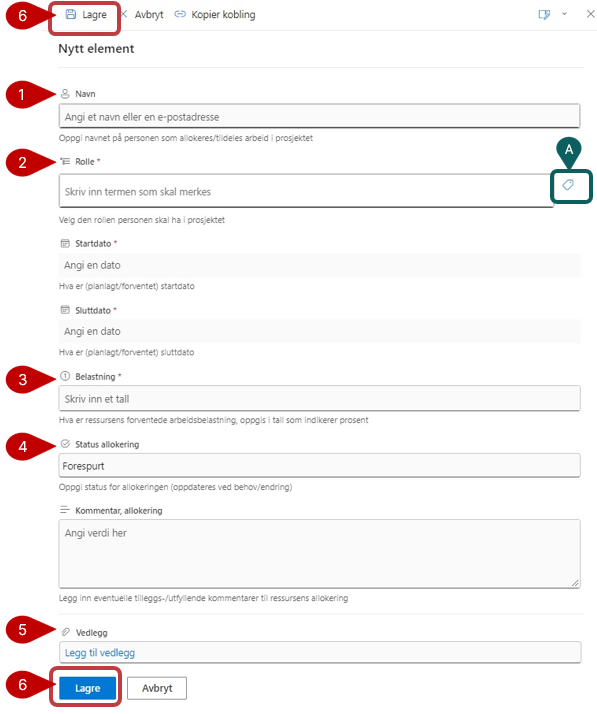 6 Lagre Avbryt Kopier kobling
Nytt element
1 Navn
Angi et navn eller en e-postadresse
Oppgi navnet på personen som allokeres/tildeles arbeid i prosjektet
A
2 Rolle *
Skriv inn termen som skal merkes
Velg den rollen personen skal ha i prosjektet
Startdato *
Angi en dato
Hva er (planlagt/forventet) startdato
Sluttdato *
Angi en dato
Hva er (planlagt/forventet) sluttdato
3 Belastning *
Skriv inn et tall
Hva er ressursens forventede arbeidsbelastning, oppgis i tall som indikerer prosent
4 Status allokering
Forespurt
Oppgi status for allokeringen (oppdateres ved behov/endring)
Kommentar, allokering
Angi verdi her
Legg inn eventuelle tilleggs-/utfyllende kommentarer til ressursens allokering
5 Vedlegg
Legg til vedlegg
6 Lagre Avbryt